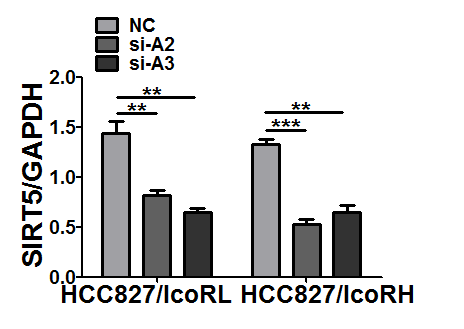 NC
si-A2
si-A3
SIRT5/GAPDH
2.0
1.5
1.0
0.5
0.0
**
**
**
***
HCC827/IcoRL
HCC827/IcoRH